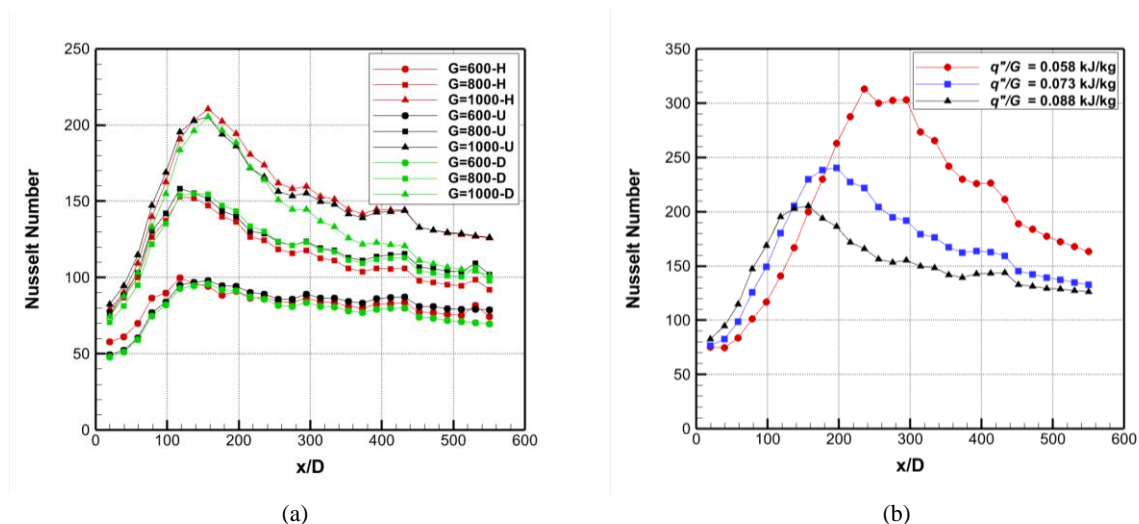 250
200
150
100
50
0
Nusselt Number
0 100 200 300 400 500 600
x/D
G=600-H
G=800-H
G=1000-H
G=600-U
G=800-U
G=1000-U
G=600-D
G=800-D
G=1000-D
(a)
350
300
250
200
150
100
50
0
Nusselt Number
0 100 200 300 400 500 600
x/D
q"/G = 0.058 kJ/kg
q"/G = 0.073 kJ/kg
q"/G = 0.088 kJ/kg
(b)